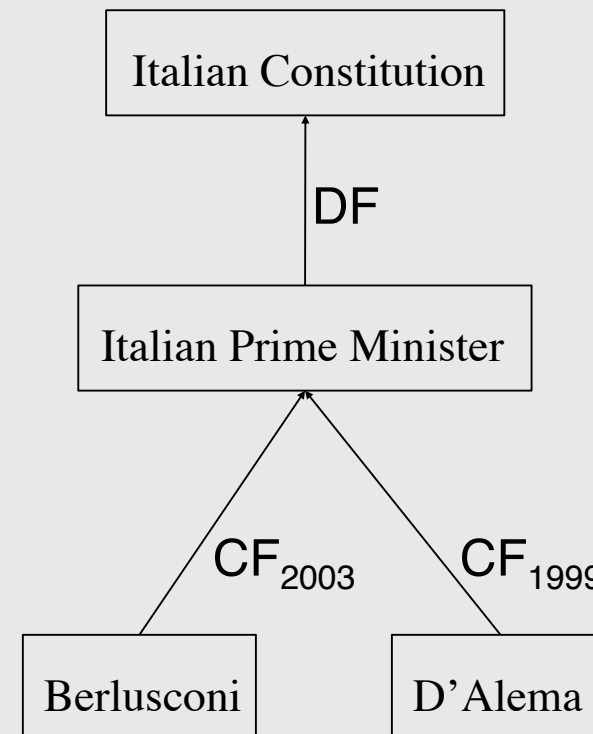 Italian Constitution
DF
Italian Prime Minister
CF2003
CF1999
Berlusconi
D’Alema